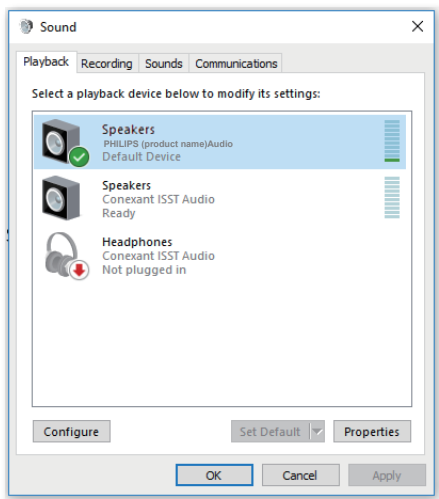 Sound
Playback Recording Sounds Communications
Select a playback device below to modify its settings:
Speakers
PHILIPS (product name)Audio
Default Device
Speakers
Conexant ISST Audio
Ready
Headphones
Conexant ISST Audio
Not plugged in
Configure Set Default Properties
OK Cancel Apply